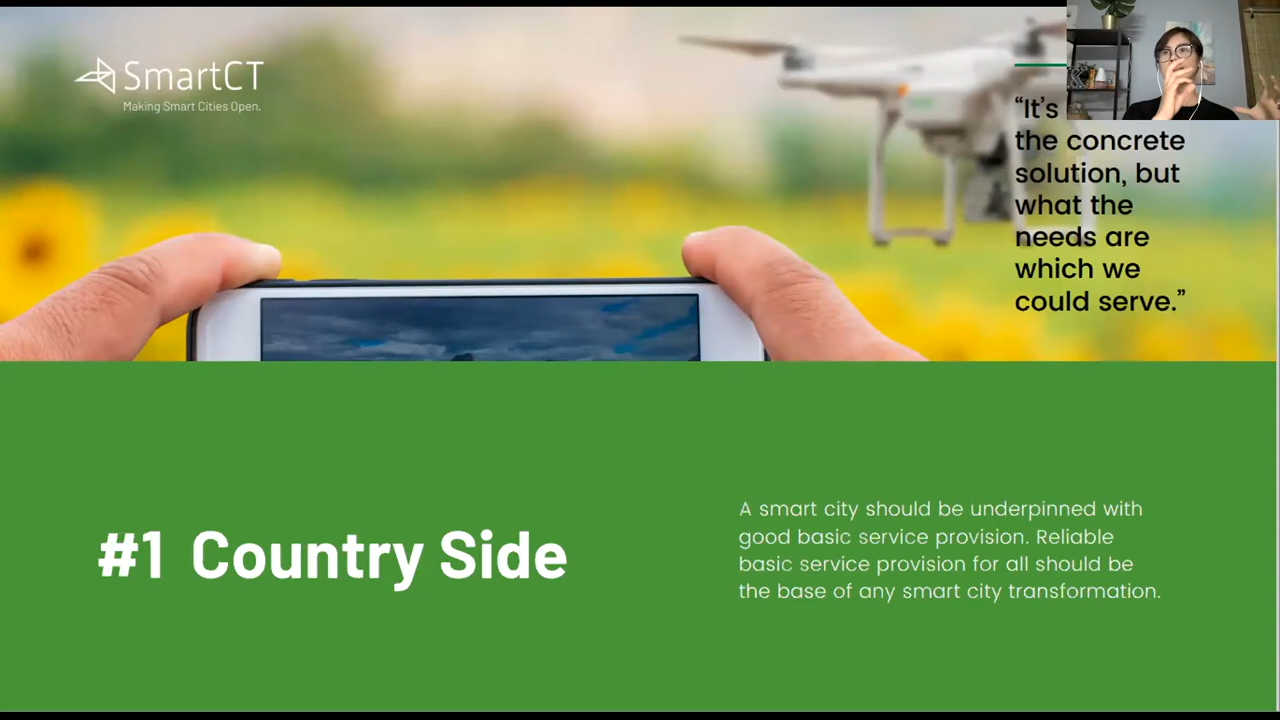 SmartCT
Making Smart Cities Open.
“It’s
the concrete
solution, but
what the
needs are
which we
could serve.”
#1 Country Side
A smart city should be underpinned with
good basic service provision. Reliable
basic service provision for all should be
the base of any smart city transformation.